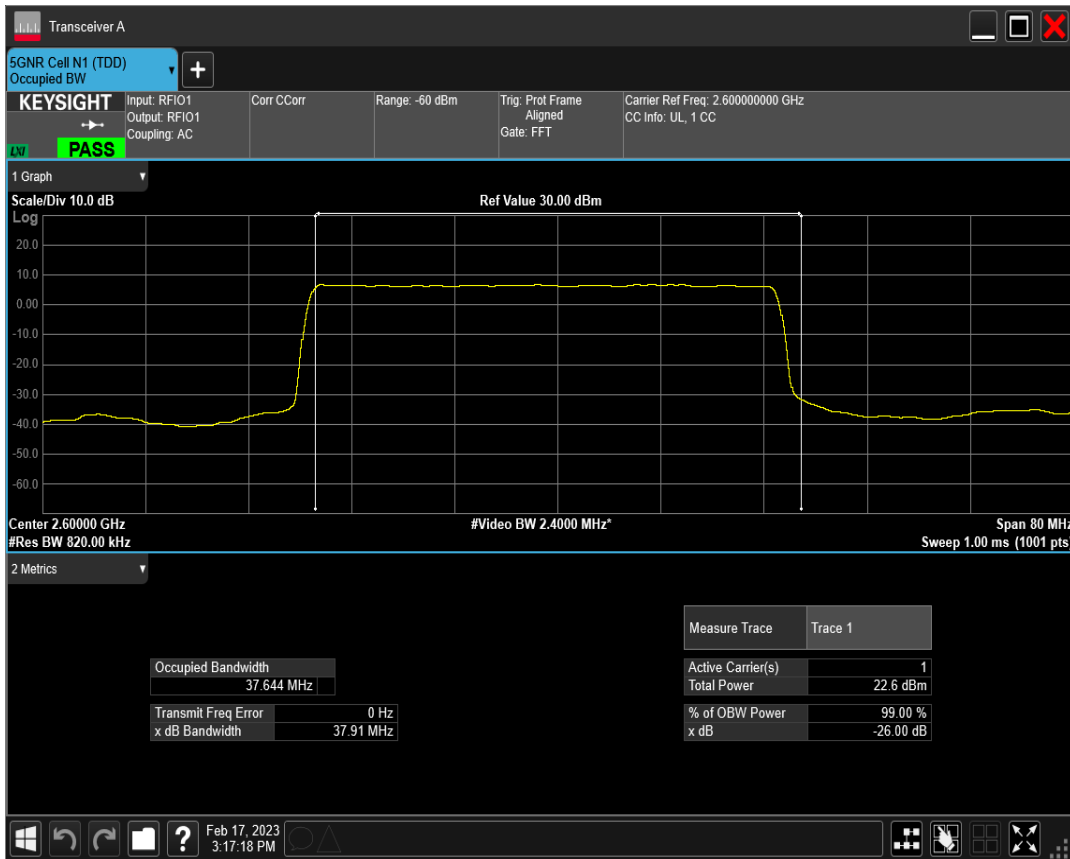 Transceiver A
5GNR Cell N1 (TDD)
Occupied BW
+
KEYSIGHT
LXI
PASS
Input: RFIO1
Output: RFIO1
Coupling: AC
Corr CCorr
Range: -60 dBm
Trig: Prot Frame
Aligned
Gate: FFT
Carrier Ref Freq: 2.600000000 GHz
CC Info: UL, 1 CC
1 Graph
Scale/Div 10.0 dB
Ref Value 30.00 dBm
Log
20.0
10.0
0.00
-10.0
-20.0
-30.0
-40.0
-50.0
-60.0
Center 2.60000 GHz
#Video BW 2.4000 MHz*
Span 80 MHz
#Res BW 820.00 kHz
Sweep 1.00 ms (1001 pts)
2 Metrics
Measure Trace Trace 1
Occupied Bandwidth
37.644 MHz
Active Carrier(s) 1
Total Power 22.6 dBm
Transmit Freq Error 0 Hz
x dB Bandwidth 37.91 MHz
% of OBW Power 99.00 %
x dB -26.00 dB
?
Feb 17, 2023
3:17:18 PM